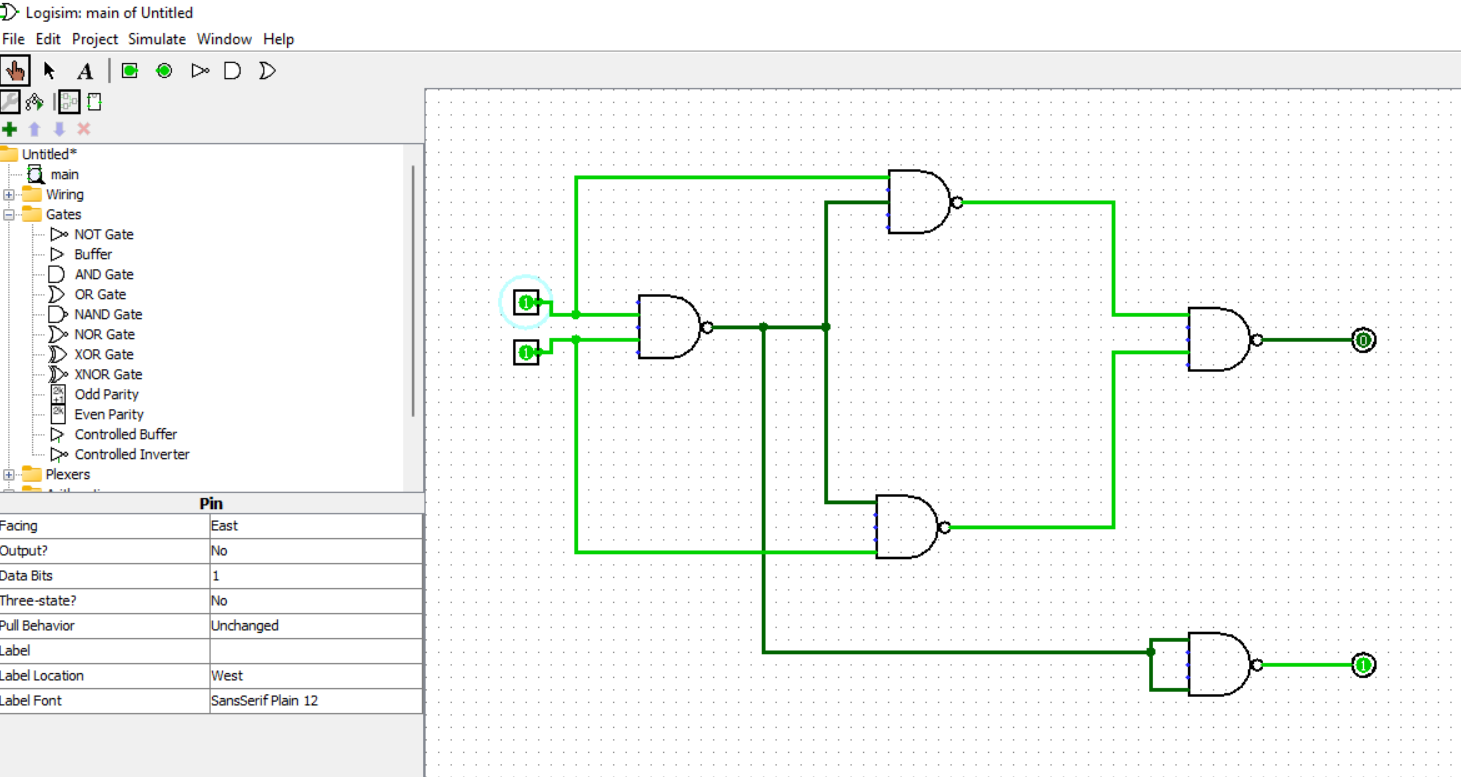 Logisim: main of Untitled
File Edit Project Simulate Window Help
A
Untitled*
main
Wiring
Gates
NOT Gate
Buffer
AND Gate
OR Gate
NAND Gate
NOR Gate
XOR Gate
XNOR Gate
2k+1 Odd Parity
2k Even Parity
Controlled Buffer
Controlled Inverter
Plexers
Pin
Facing East
Output? No
Data Bits 1
Three-state? No
Pull Behavior Unchanged
Label
Label Location West
Label Font SansSerif Plain 12
1
1
0
1